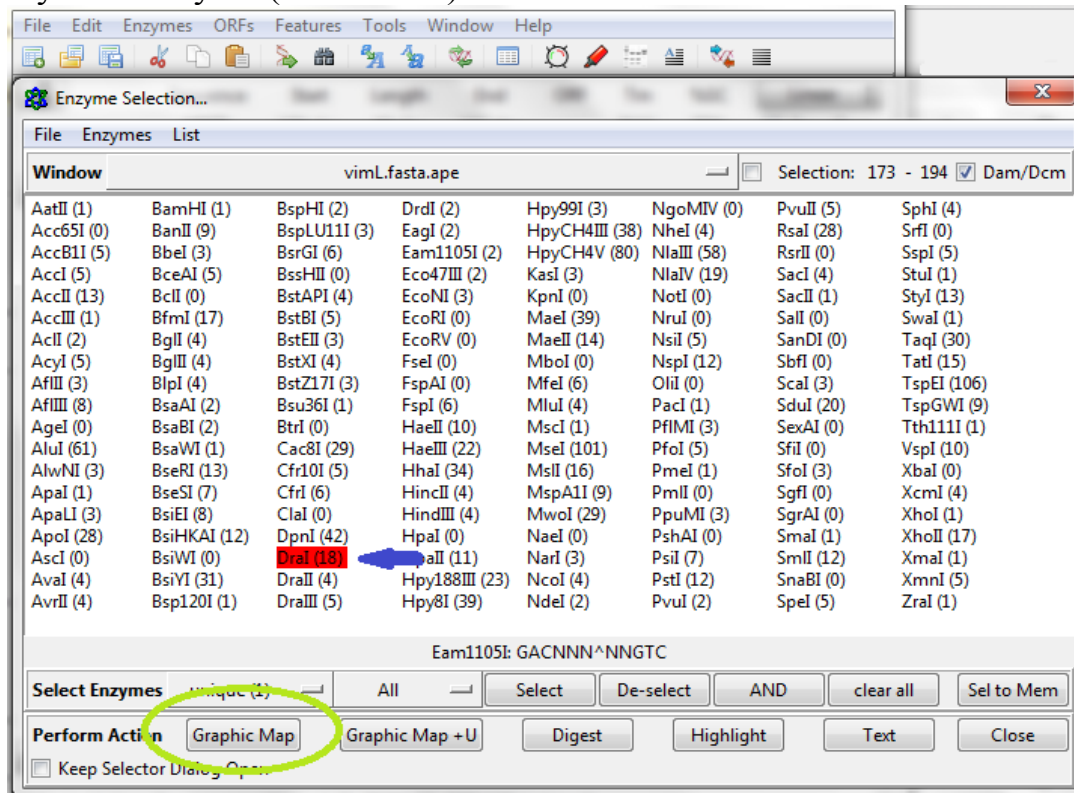 File Edit Enzymes ORFs Features Tools Window Help
Enzyme Selection...
File Enzymes List
Window vimL.fasta.ape Selection: 173 - 194 Dam/Dcm
AatII (1) BamHI (1) BspHI (2) DrdI (2) Hpy99I (3) NgoMIV (0) PvuII (5) SphI (4)
Acc65I (0) BanII (9) BspLU11I (3) EagI (2) HpyCH4III (38) NheI (4) RsaI (28) SrfI (0)
AccB1I (5) BbeI (3) BsrGI (6) Eam1105I (2) HpyCH4V (80) NlaIII (58) RsrII (0) SspI (5)
AccI (5) BceAI (5) BssHII (0) Eco47III (2) KasI (3) NlaIV (19) SacI (4) StuI (1)
AccII (13) BclI (0) BstAPI (4) EcoNI (3) KpnI (0) NotI (0) SacII (1) StyI (13)
AccIII (1) BfmI (17) BstBI (5) EcoRI (0) MaeI (39) NruI (0) SalI (0) SwaI (1)
AclI (2) BglI (4) BstEII (3) EcoRV (0) MaeII (14) NsiI (5) SanDI (0) TaqI (30)
AcyI (5) BglII (4) BstXI (4) FseI (0) MboI (0) NspI (12) SbfI (0) TatI (15)
AflII (3) BlpI (4) BstZ17I (3) FspAI (0) MfeI (6) OliI (0) ScaI (3) TspEI (106)
AflIII (8) BsaAI (2) Bsu36I (1) FspI (6) MluI (4) PacI (1) SduI (20) TspGWI (9)
AgeI (0) BsaBI (2) BtrI (0) HaeII (10) MscI (1) PflMI (3) SexAI (0) Tth111I (1)
AluI (61) BsaWI (1) Cac8I (29) HaeIII (22) MseI (101) PfoI (5) SfiI (0) VspI (10)
AlwNI (3) BseRI (13) Cfr10I (5) HhaI (34) MslI (16) PmeI (1) SfoI (3) XbaI (0)
ApaI (1) BseSI (7) CfrI (6) HincII (4) MspA1I (9) PmlI (0) SgfI (0) XcmI (4)
ApaLI (3) BsiEI (8) ClaI (0) HindIII (4) MwoI (29) PpuMI (3) SgrAI (0) XhoI (1)
ApoI (28) BsiHKAI (12) DpnI (42) HpaI (0) NaeI (0) PshAI (0) SmaI (1) XhoII (17)
AscI (0) BsiWI (0) DraI (18) aII (11) NarI (3) PsiI (7) SmlI (12) XmaI (1)
AvaI (4) BsiYI (31) DraII (4) Hpy188III (23) NcoI (4) PstI (12) SnaBI (0) XmnI (5)
AvrII (4) Bsp120I (1) DraIII (5) Hpy8I (39) NdeI (2) PvuI (2) SpeI (5) ZraI (1)
Eam1105I: GACNNN^NNGTC
Select Enzymes unique (1) All Select De-select AND clear all Sel to Mem
Perform Action Graphic Map Graphic Map +U Digest Highlight Text Close
Keep Selector Dialog Open